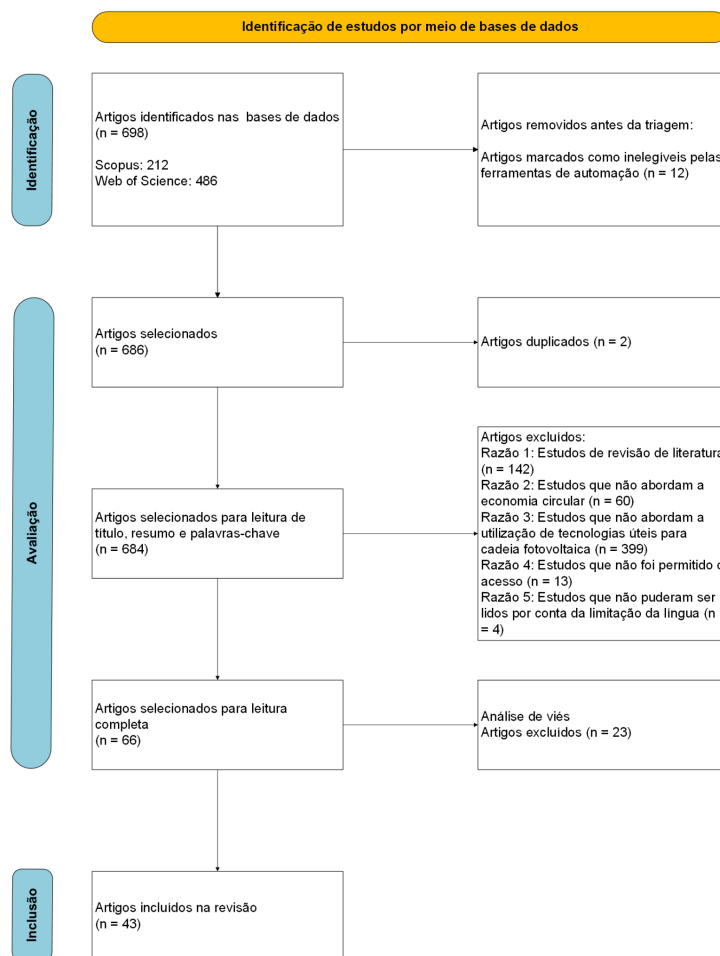 Identificação de estudos por meio de bases de dados
Identificação
Artigos identificados nas bases de dados
(n = 698)
Scopus: 212
Web of Science: 486
Artigos removidos antes da triagem:
Artigos marcados como inelegíveis pelas
ferramentas de automação (n = 12)
Avaliação
Artigos selecionados
(n = 686)
Artigos duplicados (n = 2)
Artigos selecionados para leitura de
título, resumo e palavras-chave
(n = 684)
Artigos excluídos:
Razão 1: Estudos de revisão de literatura
(n = 142)
Razão 2: Estudos que não abordam a
economia circular (n = 60)
Razão 3: Estudos que não abordam a
utilização de tecnologias úteis para
cadeia fotovoltaica (n = 399)
Razão 4: Estudos que não foi permitido o
acesso (n = 13)
Razão 5: Estudos que não puderam ser
lidos por conta da limitação da língua (n
= 4)
Artigos selecionados para leitura
completa
(n = 66)
Análise de viés
Artigos excluídos (n = 23)
Inclusão
Artigos incluídos na revisão
(n = 43)